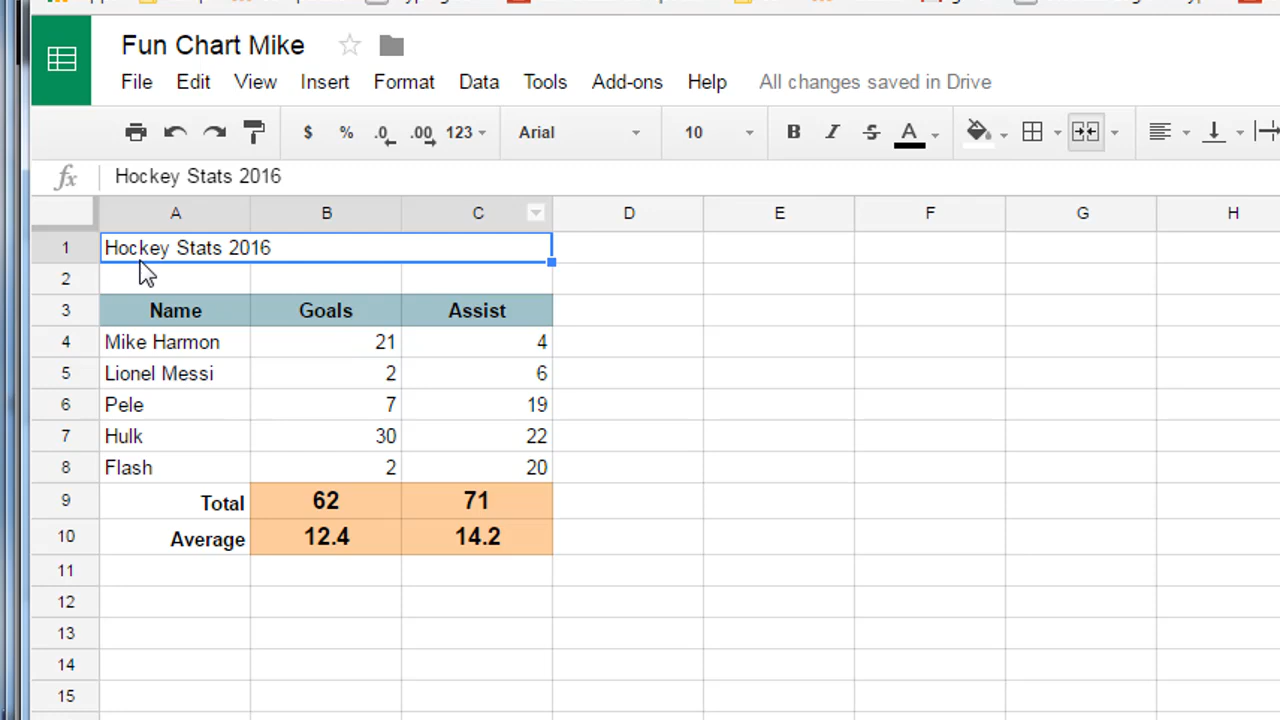 Fun Chart Mike
File Edit View Insert Format Data Tools Add-ons Help All changes saved in Drive
$ % .0 .00 123 Arial 10 B I S A
fx Hockey Stats 2016
A B C D E F G H
1 Hockey Stats 2016
2
3 Name Goals Assist
4 Mike Harmon 21 4
5 Lionel Messi 2 6
6 Pele 7 19
7 Hulk 30 22
8 Flash 2 20
9 Total 62 71
10 Average 12.4 14.2
11
12
13
14
15